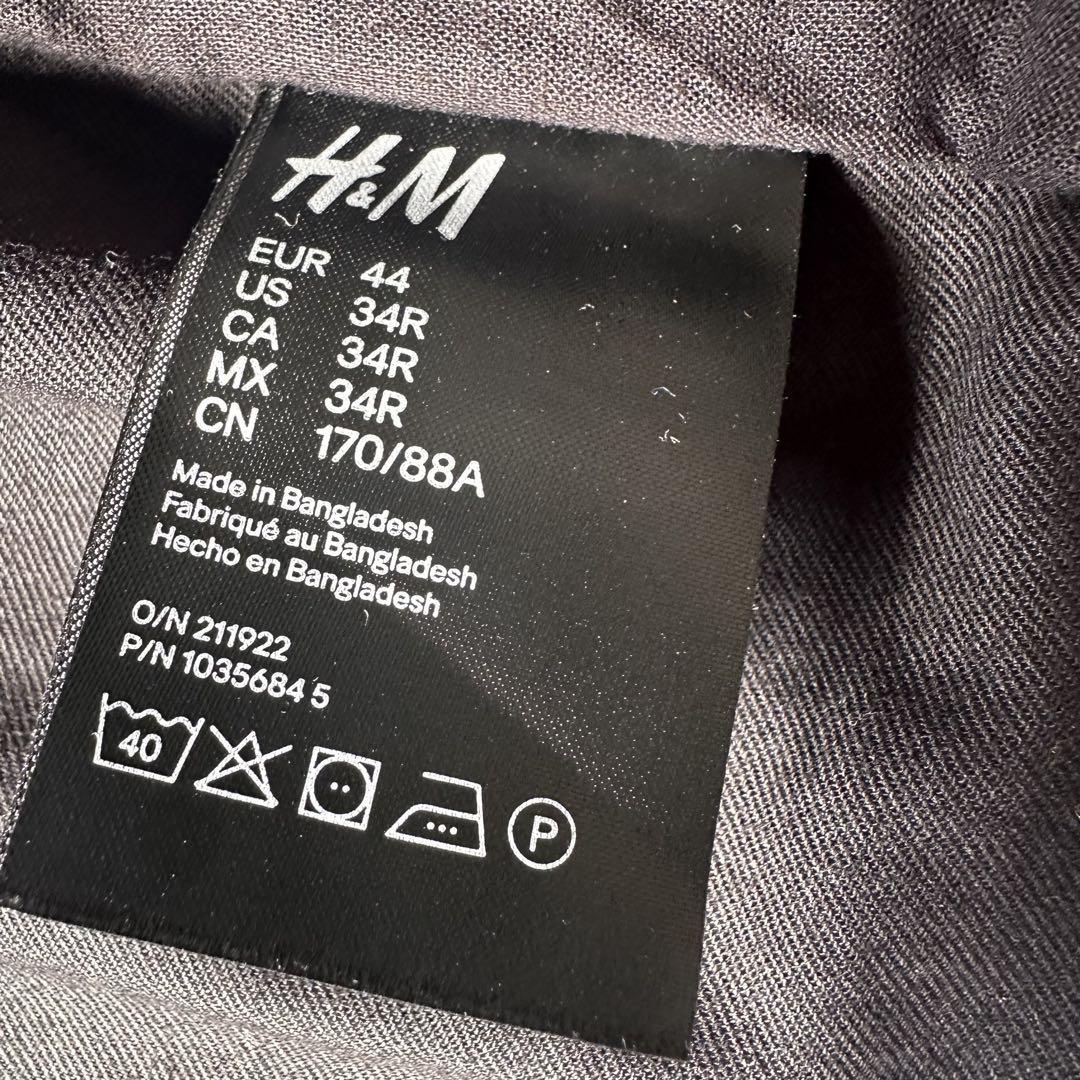 H&M
EUR 44
US 34R
CA 34R
MX 34R
CN 170/88A
Made in Bangladesh
Fabriqué au Bangladesh
Hecho en Bangladesh
O/N 211922
P/N 1035684 5
40
P